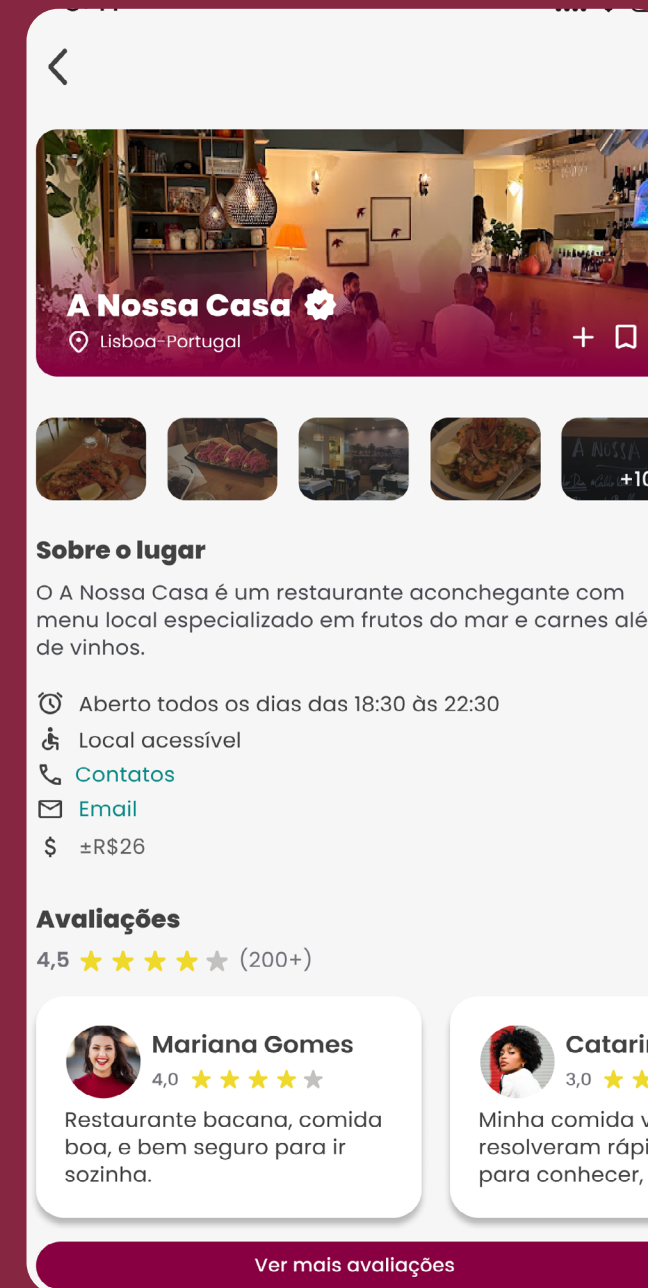 A Nossa Casa
Lisboa-Portugal
A NOSSA
+10
Sobre o lugar
O A Nossa Casa é um restaurante aconchegante com
menu local especializado em frutos do mar e carnes alé
de vinhos.
Aberto todos os dias das 18:30 às 22:30
Local acessível
Contatos
Email
$ ±R$26
Avaliações
4,5 (200+)
Mariana Gomes
4,0
Restaurante bacana, comida
boa, e bem seguro para ir
sozinha.
Catari
3,0
Minha comida v
resolveram rápi
para conhecer,
Ver mais avaliações